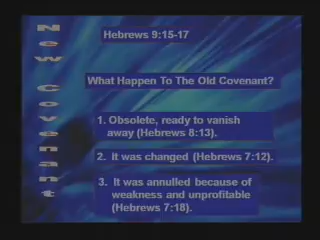 New Covenant
Hebrews 9:15-17
What Happen To The Old Covenant?
1. Obsolete, ready to vanish
away (Hebrews 8:13).
2. It was changed (Hebrews 7:12).
3. It was annulled because of
weakness and unprofitable
(Hebrews 7:18).